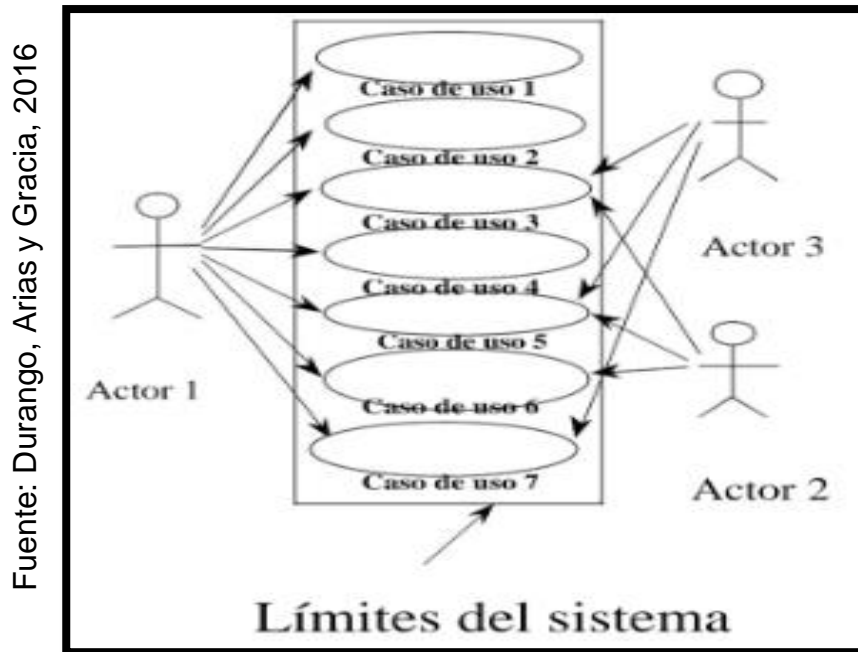 Fuente: Durango, Arias y Gracia, 2016
Caso de uso 1
Caso de uso 2
Caso de uso 3
Caso de uso 4
Caso de uso 5
Caso de uso 6
Caso de uso 7
Actor 1
Actor 3
Actor 2
Límites del sistema